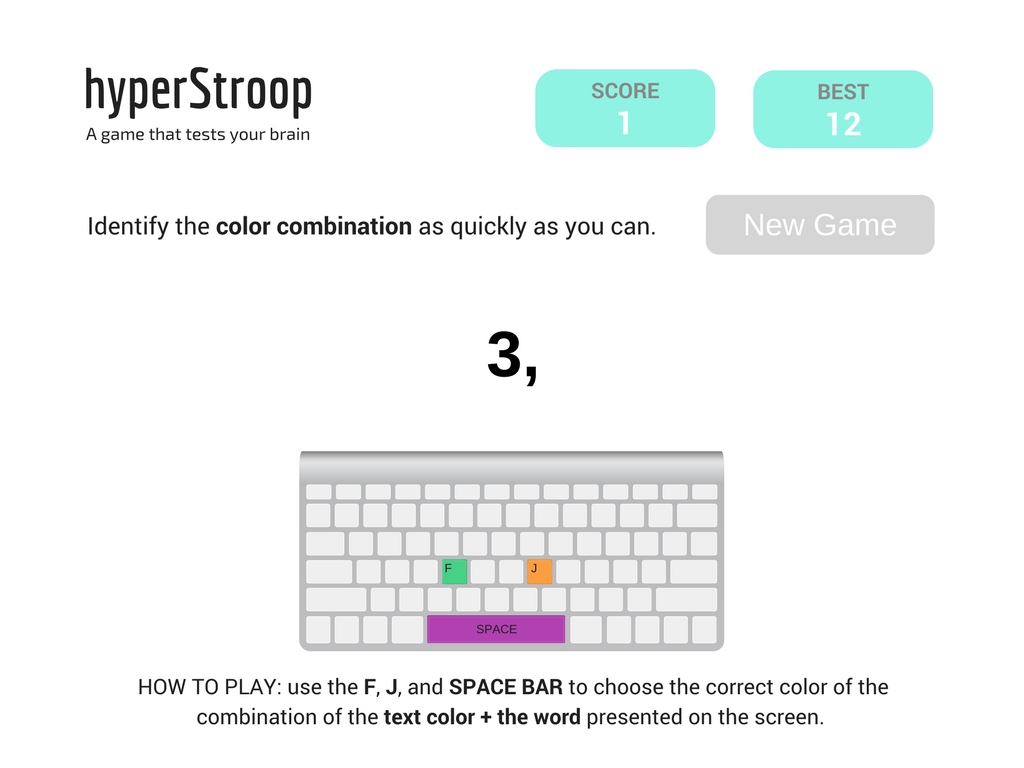 hyperStroop
A game that tests your brain
SCORE
1
BEST
12
Identify the color combination as quickly as you can.
New Game
3,
F
J
SPACE
HOW TO PLAY: use the F, J, and SPACE BAR to choose the correct color of the
combination of the text color + the word presented on the screen.